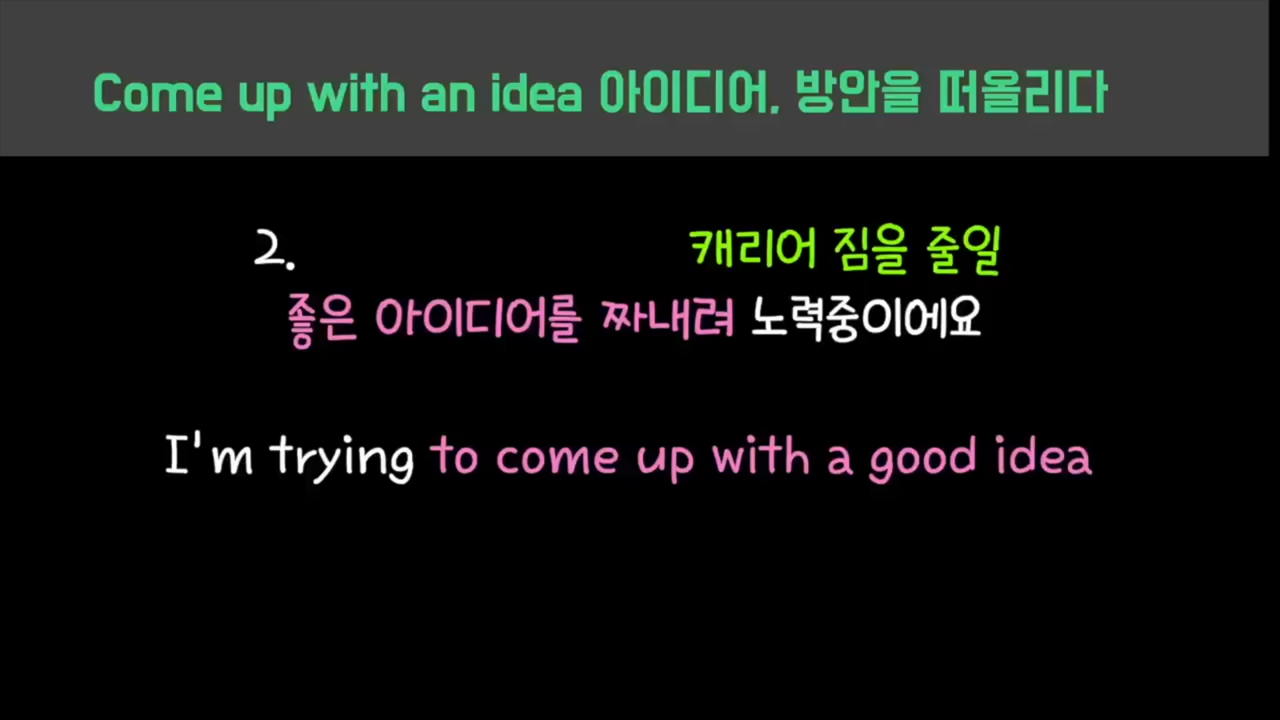 Come up with an idea 아이디어, 방안을 떠올리다
2. 캐리어 짐을 줄일
좋은 아이디어를 짜내려 노력중이에요
I'm trying to come up with a good idea